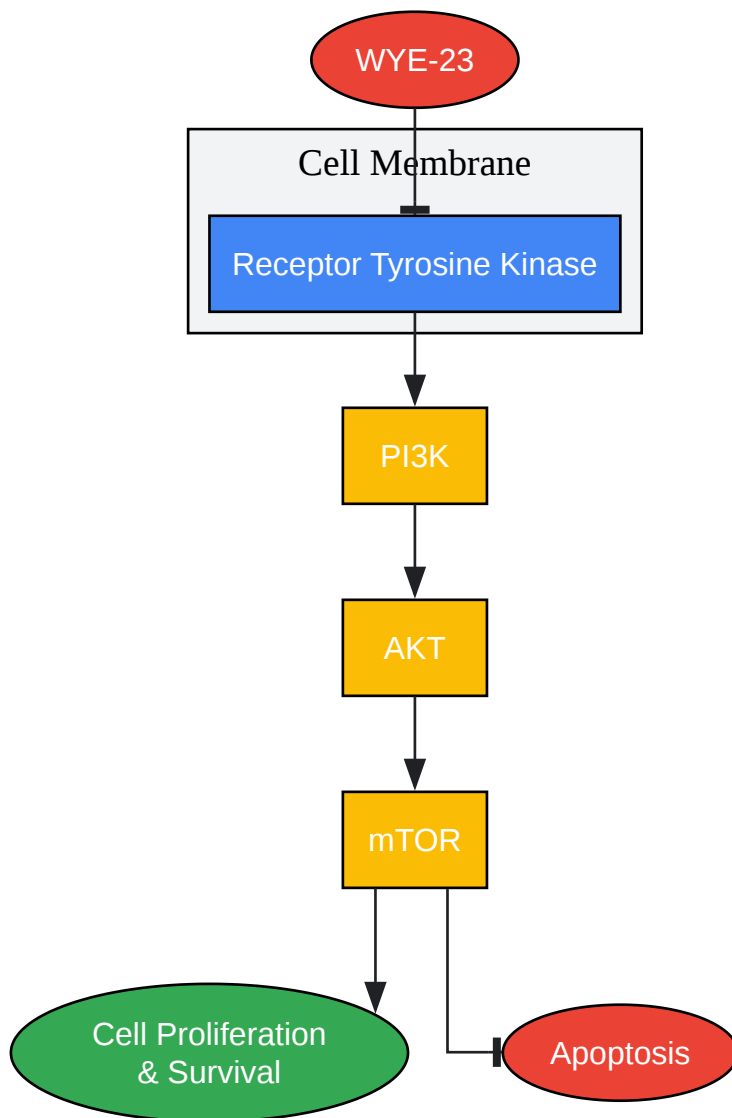 WYE-23
Cell Membrane
Receptor Tyrosine Kinase
PI3K
AKT
mTOR
Cell Proliferation
& Survival
Apoptosis